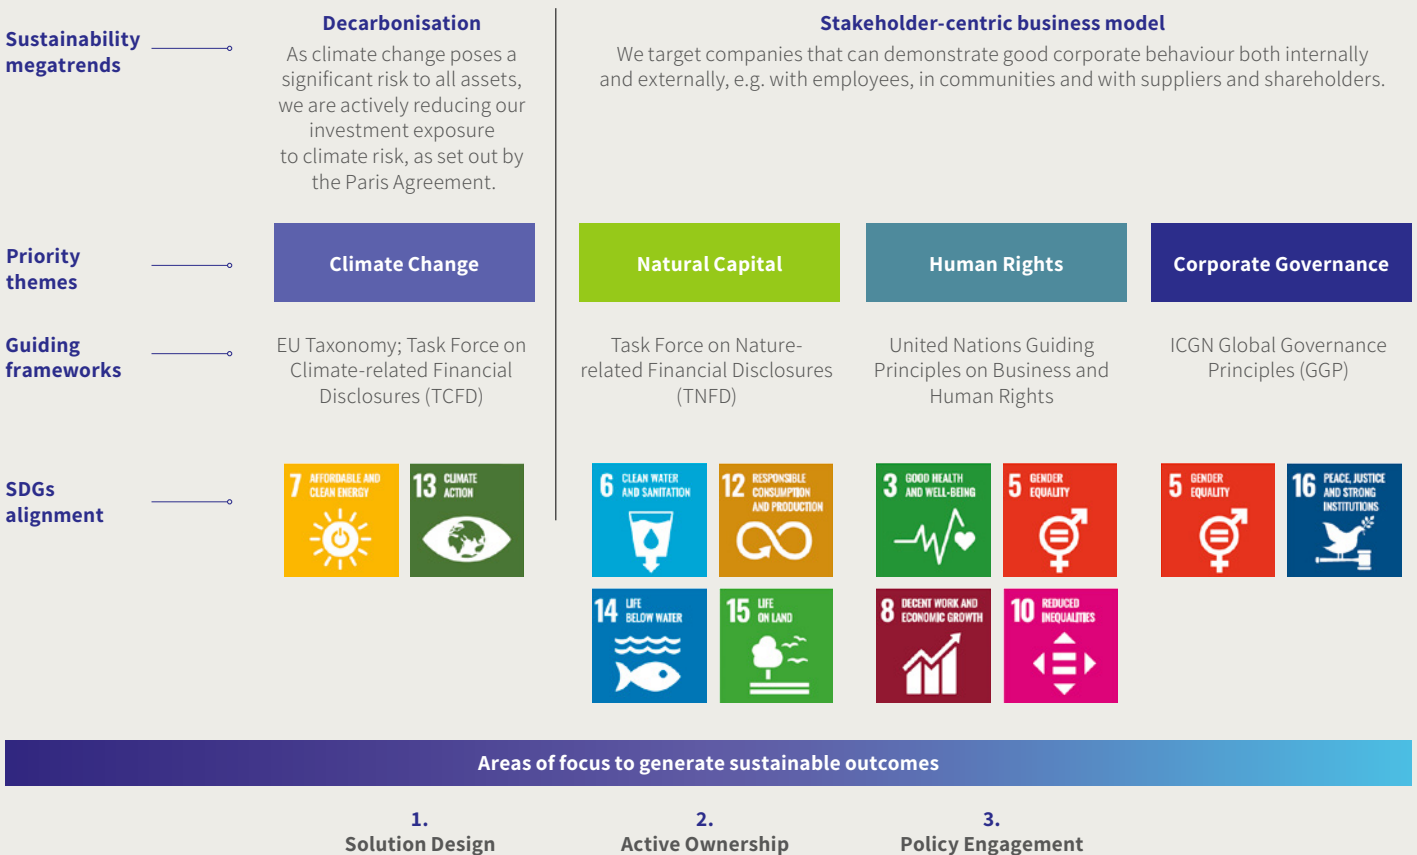 Sustainability
megatrends
Decarbonisation
As climate change poses a
significant risk to all assets,
we are actively reducing our
investment exposure
to climate risk, as set out by
the Paris Agreement.
Stakeholder-centric business model
We target companies that can demonstrate good corporate behaviour both internally
and externally, e.g. with employees, in communities and with suppliers and shareholders.
Priority
themes
Climate Change
Natural Capital
Human Rights
Corporate Governance
Guiding
frameworks
EU Taxonomy; Task Force on
Climate-related Financial
Disclosures (TCFD)
Task Force on Nature-
related Financial Disclosures
(TNFD)
United Nations Guiding
Principles on Business and
Human Rights
ICGN Global Governance
Principles (GGP)
SDGs
alignment
7 AFFORDABLE AND
CLEAN ENERGY
13 CLIMATE
ACTION
6 CLEAN WATER
AND SANITATION
12 RESPONSIBLE
CONSUMPTION
AND PRODUCTION
14 LIFE
BELOW WATER
15 LIFE
ON LAND
3 GOOD HEALTH
AND WELL-BEING
5 GENDER
EQUALITY
8 DECENT WORK AND
ECONOMIC GROWTH
10 REDUCED
INEQUALITIES
5 GENDER
EQUALITY
16 PEACE, JUSTICE
AND STRONG
INSTITUTIONS
Areas of focus to generate sustainable outcomes
1.
Solution Design
2.
Active Ownership
3.
Policy Engagement